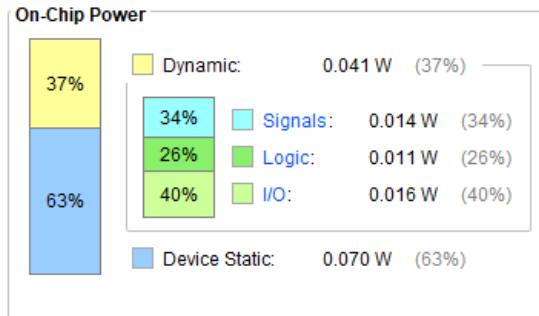 On-Chip Power
37%
63%
Dynamic: 0.041 W (37%)
34% Signals: 0.014 W (34%)
26% Logic: 0.011 W (26%)
40% I/O: 0.016 W (40%)
Device Static: 0.070 W (63%)